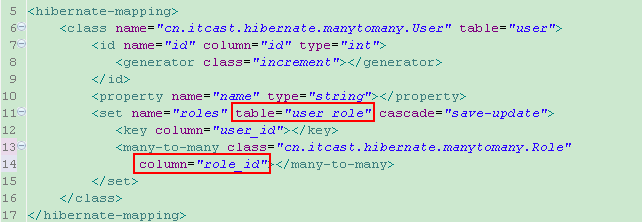 5 <hibernate-mapping>
6 <class name="cn.itcast.hibernate.manytomany.User" table="user">
7 <id name="id" column="id" type="int">
8 <generator class="increment"></generator>
9 </id>
10 <property name="name" type="string"></property>
11 <set name="roles" table="user_role" cascade="save-update">
12 <key column="user_id"></key>
13 <many-to-many class="cn.itcast.hibernate.manytomany.Role"
14 column="role_id"></many-to-many>
15 </set>
16 </class>
17 </hibernate-mapping>